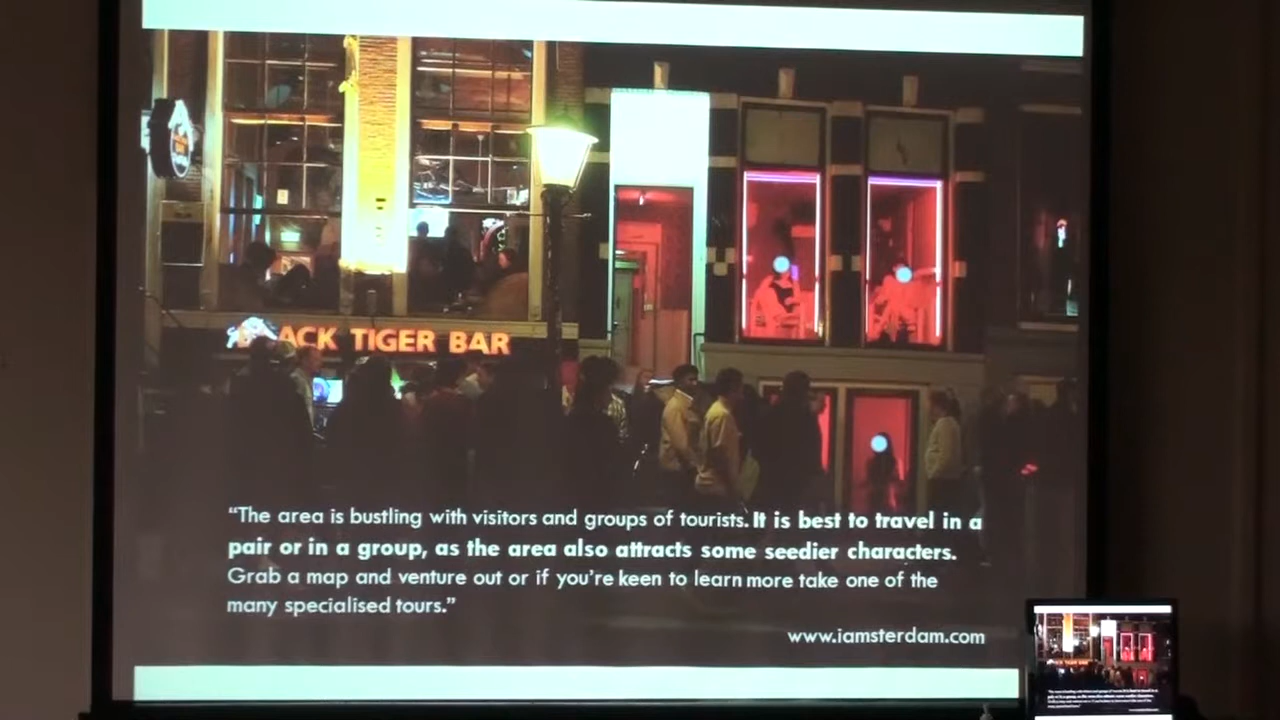 BLACK TIGER BAR
“The area is bustling with visitors and groups of tourists. It is best to travel in a
pair or in a group, as the area also attracts some seedier characters.
Grab a map and venture out or if you’re keen to learn more take one of the
many specialised tours.”
www.iamsterdam.com